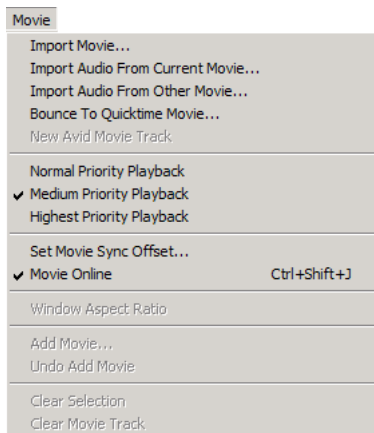 Movie
Import Movie...
Import Audio From Current Movie...
Import Audio From Other Movie...
Bounce To Quicktime Movie...
New Avid Movie Track
Normal Priority Playback
Medium Priority Playback
Highest Priority Playback
Set Movie Sync Offset...
Movie Online Ctrl+Shift+J
Window Aspect Ratio
Add Movie...
Undo Add Movie
Clear Selection
Clear Movie Track